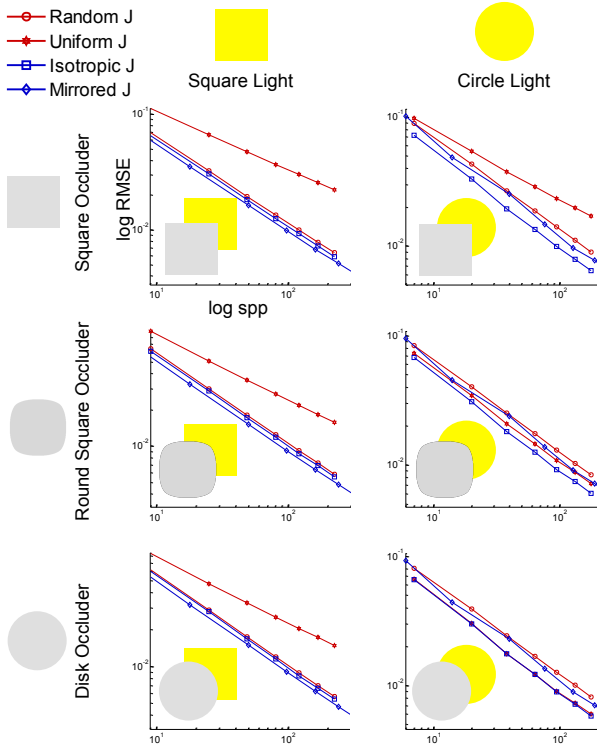 Random J
Uniform J
Isotropic J
Mirrored J
Square Light
Circle Light
Square Occluder
log RMSE
10^-1
10^-2
10^1
10^2
log spp
10^-1
10^-2
10^1
10^2
Round Square Occluder
10^-2
10^1
10^2
10^-1
10^-2
10^1
10^2
Disk Occluder
10^-2
10^1
10^2
10^-1
10^-2
10^1
10^2